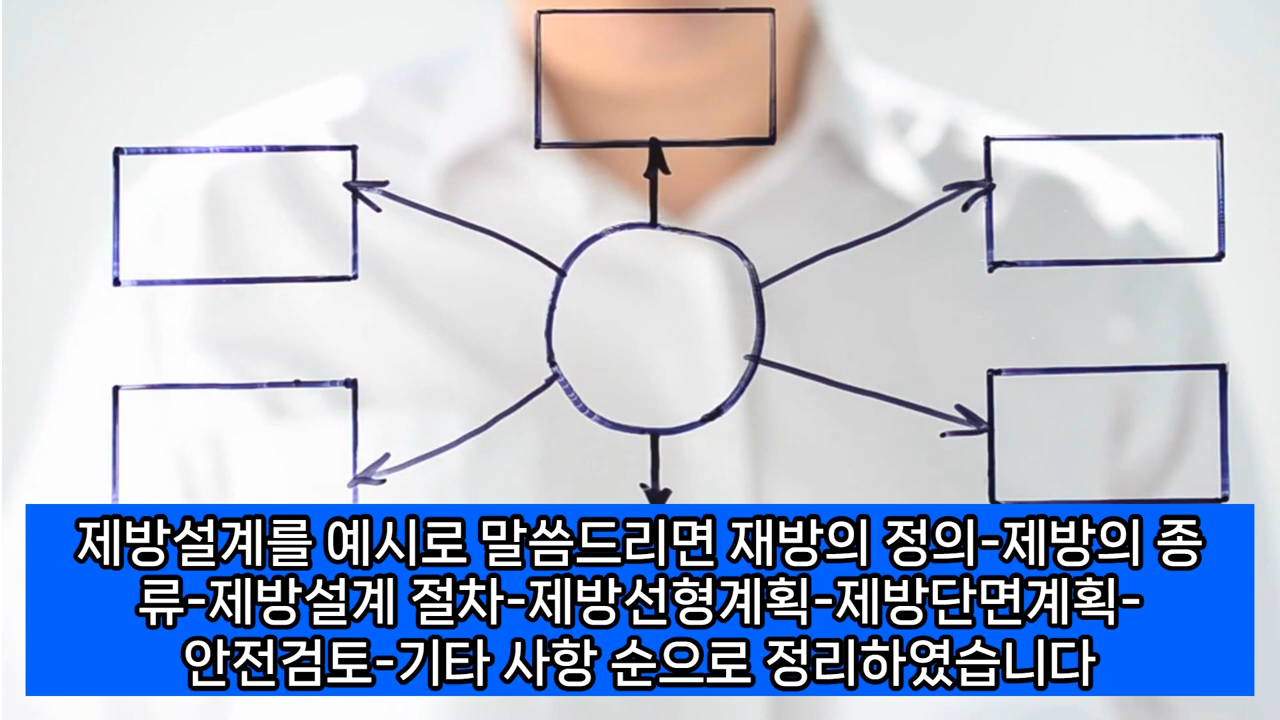 제방설계를 예시로 말씀드리면 재방의 정의-제방의 종
류-제방설계 절차-제방선형계획-제방단면계획-
안전검토-기타 사항 순으로 정리하였습니다